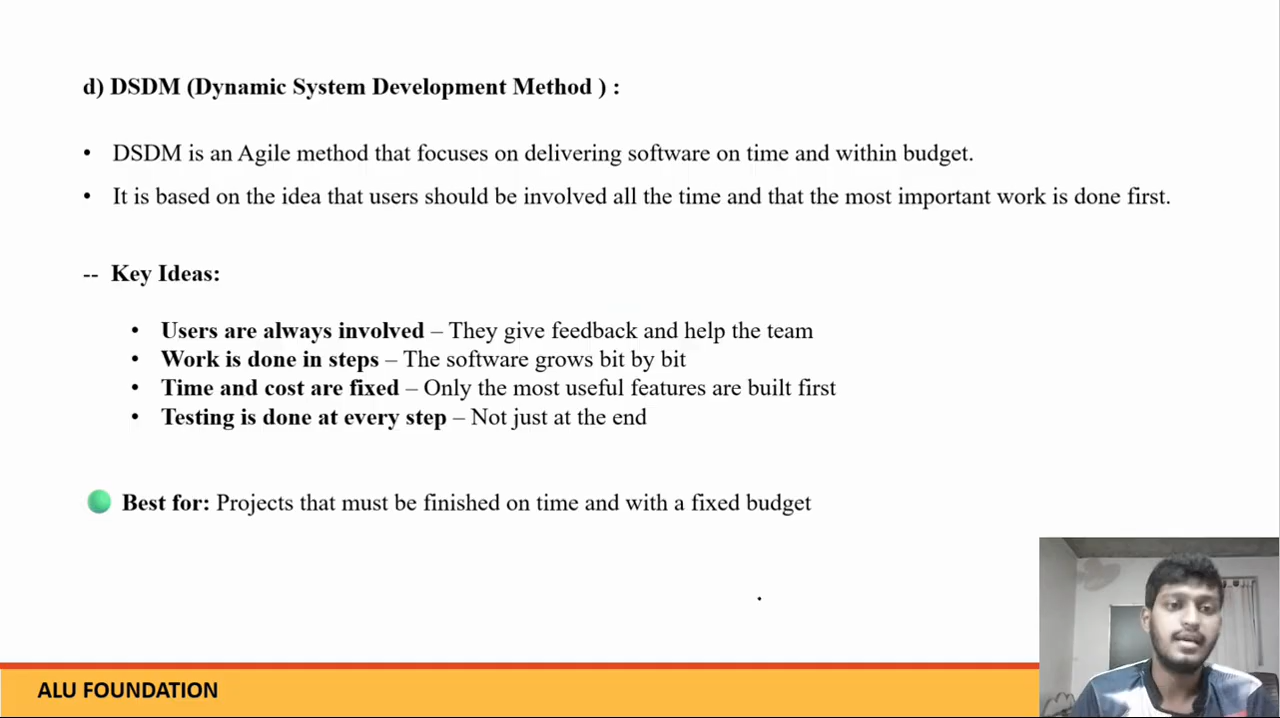 d) DSDM (Dynamic System Development Method ) :
• DSDM is an Agile method that focuses on delivering software on time and within budget.
• It is based on the idea that users should be involved all the time and that the most important work is done first.
-- Key Ideas:
• Users are always involved – They give feedback and help the team
• Work is done in steps – The software grows bit by bit
• Time and cost are fixed – Only the most useful features are built first
• Testing is done at every step – Not just at the end
Best for: Projects that must be finished on time and with a fixed budget
ALU FOUNDATION